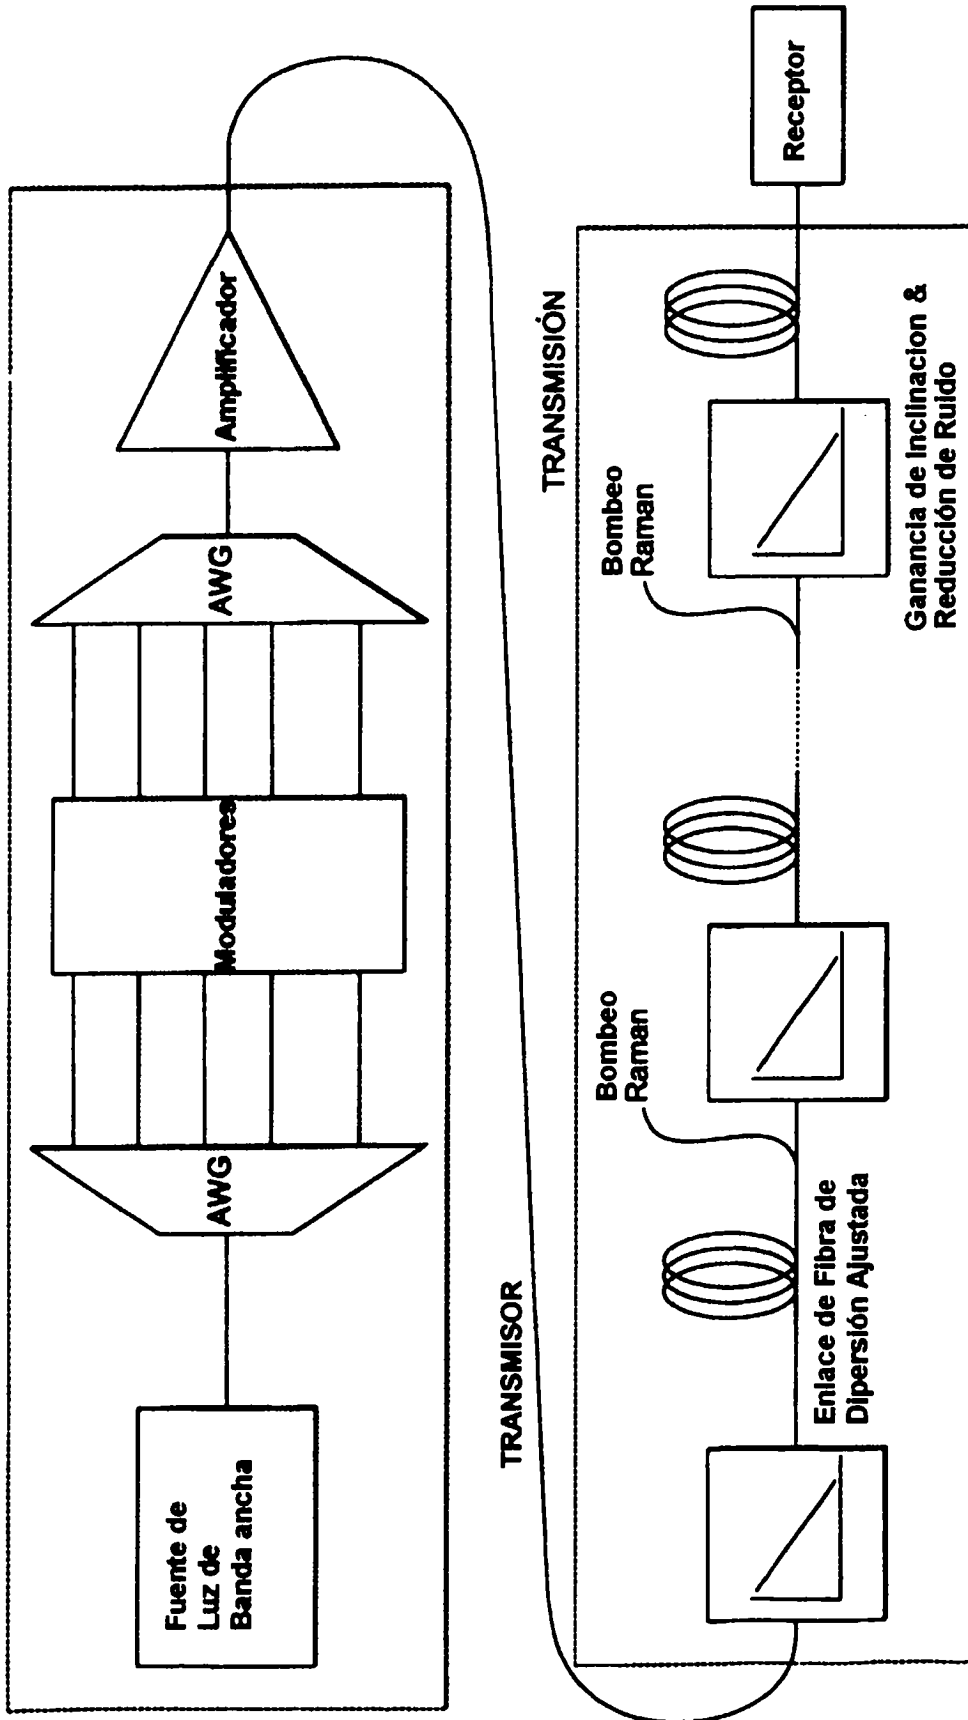 Fuente de
Luz de
Banda ancha
AWG
Moduladores
AWG
Amplificador
TRANSMISOR
TRANSMISIÓN
Enlace de Fibra de
Dipersión Ajustada
Bombeo
Raman
Bombeo
Raman
Ganancia de Inclinacion &
Reducción de Ruido
Receptor